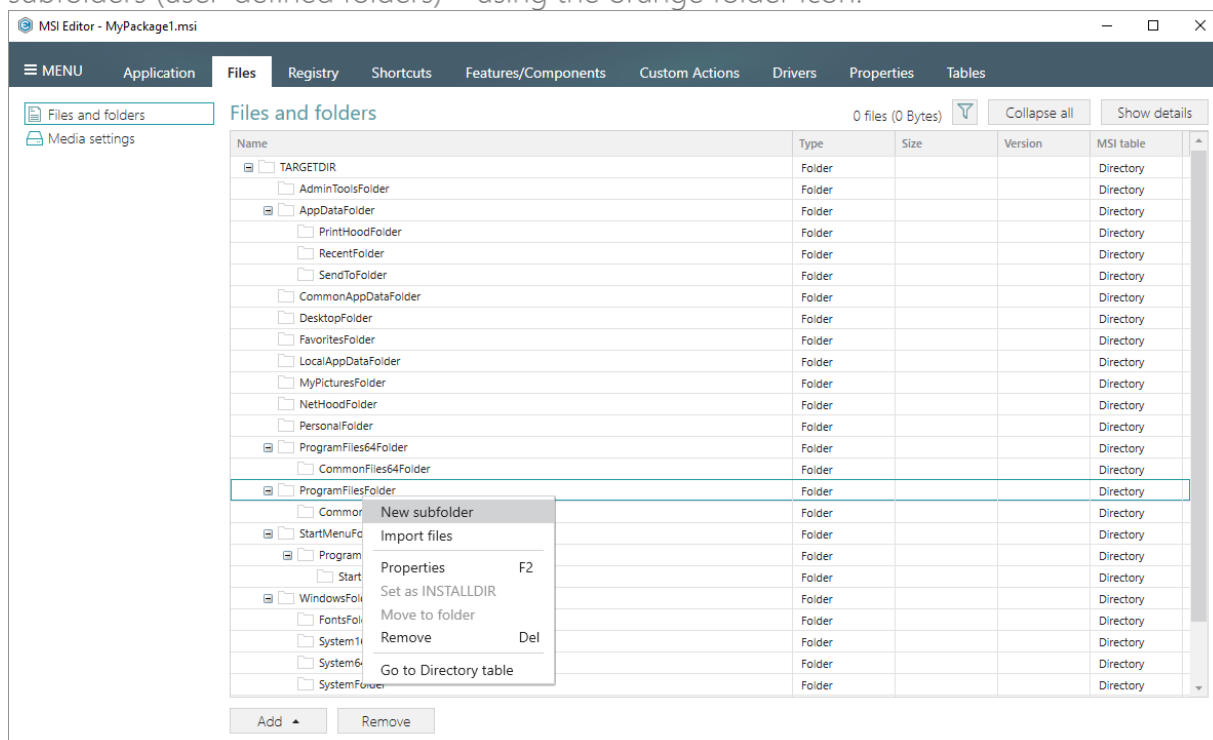 subfolders (user-defined folders) – using the orange folder icon.
MSI Editor - MyPackage1.msi
MENU Application Files Registry Shortcuts Features/Components Custom Actions Drivers Properties Tables
Files and folders
Media settings
Files and folders 0 files (0 Bytes) Collapse all Show details
Name Type Size Version MSI table
TARGETDIR Folder Directory
AdminToolsFolder Folder Directory
AppDataFolder Folder Directory
PrintHoodFolder Folder Directory
RecentFolder Folder Directory
SendToFolder Folder Directory
CommonAppDataFolder Folder Directory
DesktopFolder Folder Directory
FavoritesFolder Folder Directory
LocalAppDataFolder Folder Directory
MyPicturesFolder Folder Directory
NetHoodFolder Folder Directory
PersonalFolder Folder Directory
ProgramFiles64Folder Folder Directory
CommonFiles64Folder Folder Directory
ProgramFilesFolder Folder Directory
Common Folder Directory
StartMenuFo Folder Directory
Program Folder Directory
Start Folder Directory
WindowsFol Folder Directory
FontsFol Folder Directory
System1 Folder Directory
System6 Folder Directory
SystemFolder Folder Directory
New subfolder
Import files
Properties F2
Set as INSTALLDIR
Move to folder
Remove Del
Go to Directory table
Add Remove